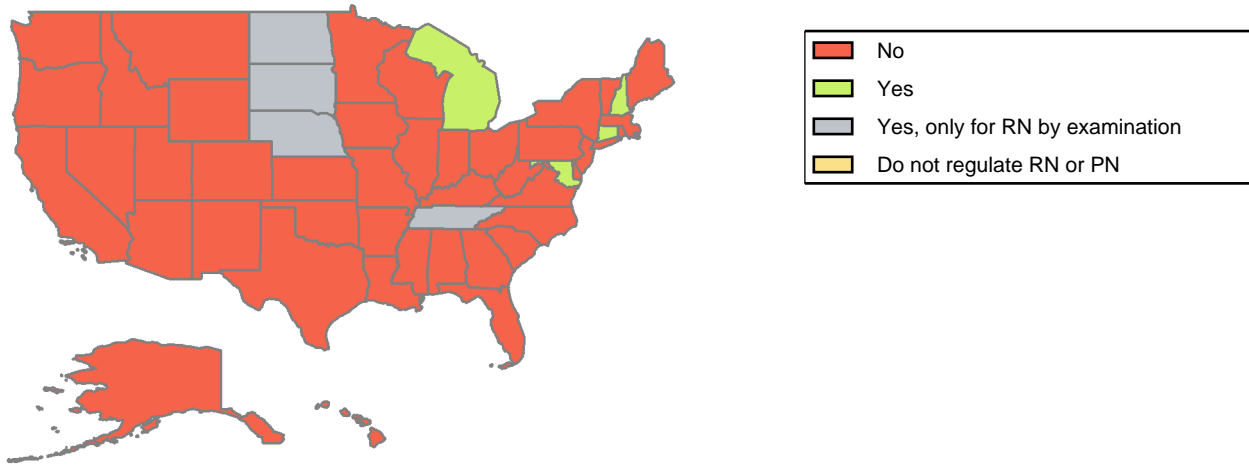 No
Yes
Yes, only for RN by examination
Do not regulate RN or PN